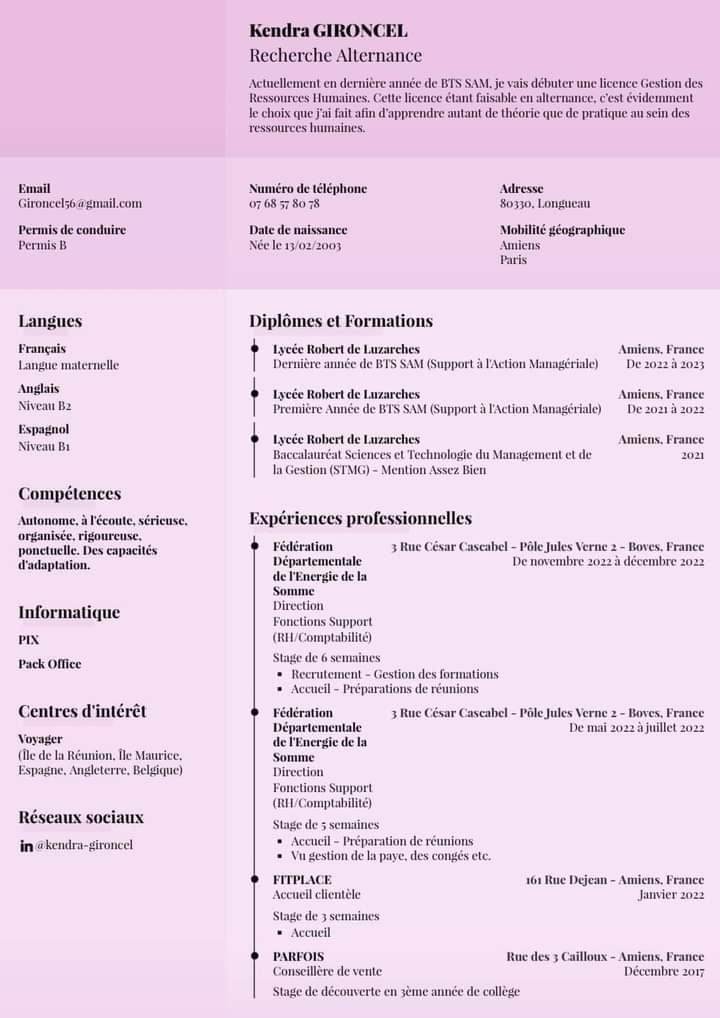 Kendra GIRONCEL
Recherche Alternance
Actuellement en dernière année de BTS SAM, je vais débuter une licence Gestion des
Ressources Humaines. Cette licence étant faisable en alternance, c'est évidemment
le choix que j'ai fait afin d'apprendre autant de théorie que de pratique au sein des
ressources humaines.
Email
Gironcel56@gmail.com
Numéro de téléphone
07 68 57 80 78
Adresse
80330, Longueau
Permis de conduire
Permis B
Date de naissance
Née le 13/02/2003
Mobilité géographique
Amiens
Paris
Langues
Français
Langue maternelle
Anglais
Niveau B2
Espagnol
Niveau B1
Compétences
Autonome, à l'écoute, sérieuse,
organisée, rigoureuse,
ponctuelle. Des capacités
d'adaptation.
Informatique
PIX
Pack Office
Centres d'intérêt
Voyager
(Île de la Réunion, Île Maurice,
Espagne, Angleterre, Belgique)
Réseaux sociaux
in @kendra-gironcel
Diplômes et Formations
Lycée Robert de Luzarches Amiens, France
Dernière année de BTS SAM (Support à l'Action Managériale) De 2022 à 2023
Lycée Robert de Luzarches Amiens, France
Première Année de BTS SAM (Support à l'Action Managériale) De 2021 à 2022
Lycée Robert de Luzarches Amiens, France
Baccalauréat Sciences et Technologie du Management et de 2021
la Gestion (STMG) - Mention Assez Bien
Expériences professionnelles
Fédération 3 Rue César Cascabel - Pôle Jules Verne 2 - Boves, France
Départementale De novembre 2022 à décembre 2022
de l'Energie de la
Somme
Direction
Fonctions Support
(RH/Comptabilité)
Stage de 6 semaines
▪ Recrutement - Gestion des formations
▪ Accueil - Préparations de réunions
Fédération 3 Rue César Cascabel - Pôle Jules Verne 2 - Boves, France
Départementale De mai 2022 à juillet 2022
de l'Energie de la
Somme
Direction
Fonctions Support
(RH/Comptabilité)
Stage de 5 semaines
▪ Accueil - Préparation de réunions
▪ Vu gestion de la paye, des congés etc.
FITPLACE 161 Rue Dejean - Amiens, France
Accueil clientèle Janvier 2022
Stage de 3 semaines
▪ Accueil
PARFOIS Rue des 3 Cailloux - Amiens, France
Conseillère de vente Décembre 2017
Stage de découverte en 3ème année de collège